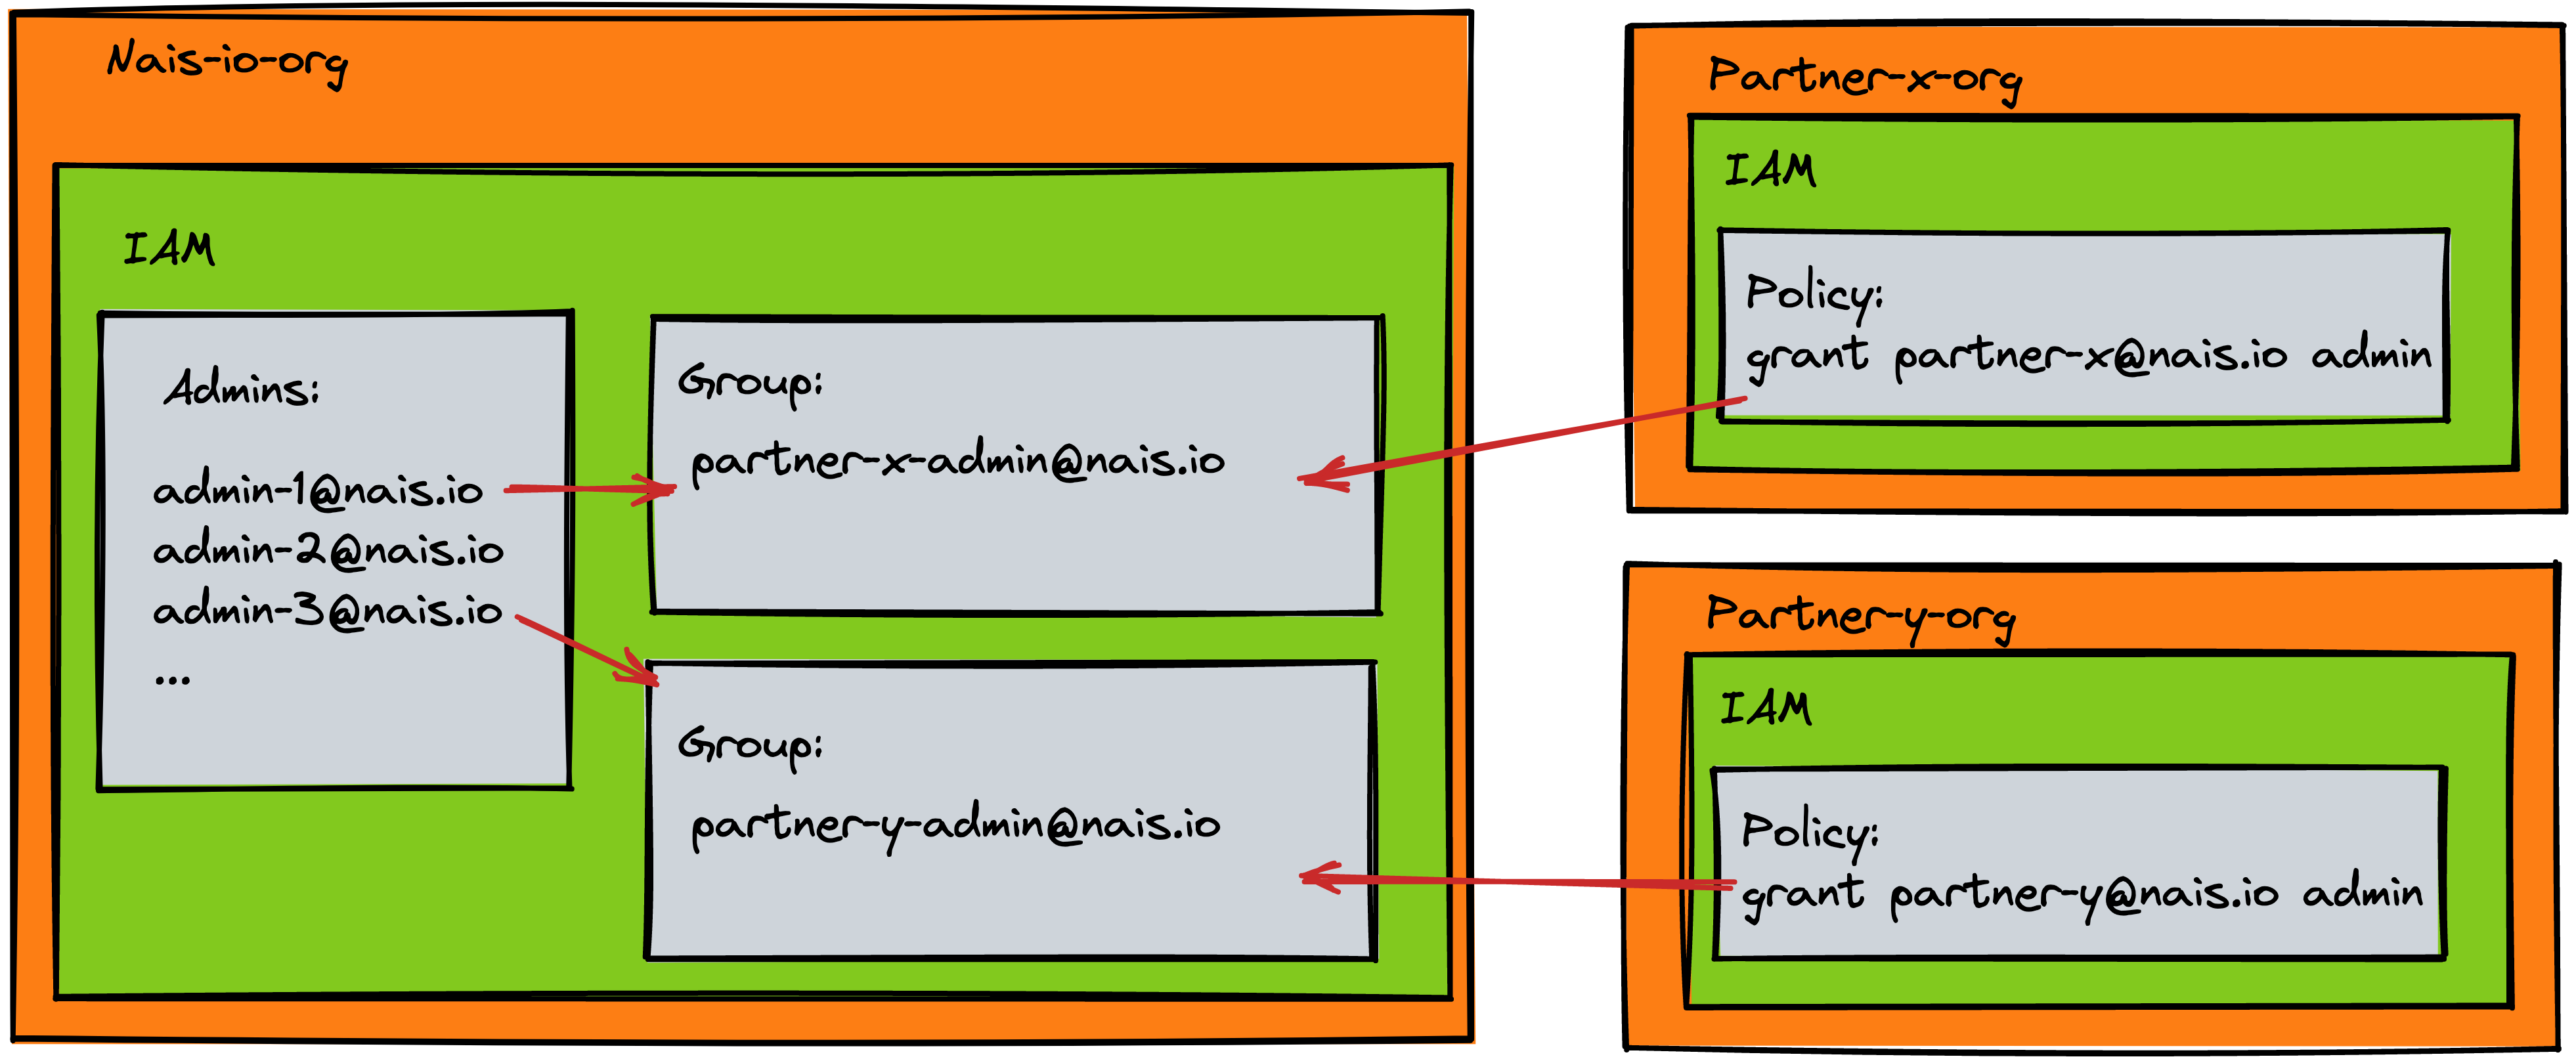 Nais-io-org
IAM
Admins:
admin-1@nais.io
admin-2@nais.io
admin-3@nais.io
...
Group:
partner-x-admin@nais.io
Group:
partner-y-admin@nais.io
Partner-x-org
IAM
Policy:
grant partner-x@nais.io admin
Partner-y-org
IAM
Policy:
grant partner-y@nais.io admin